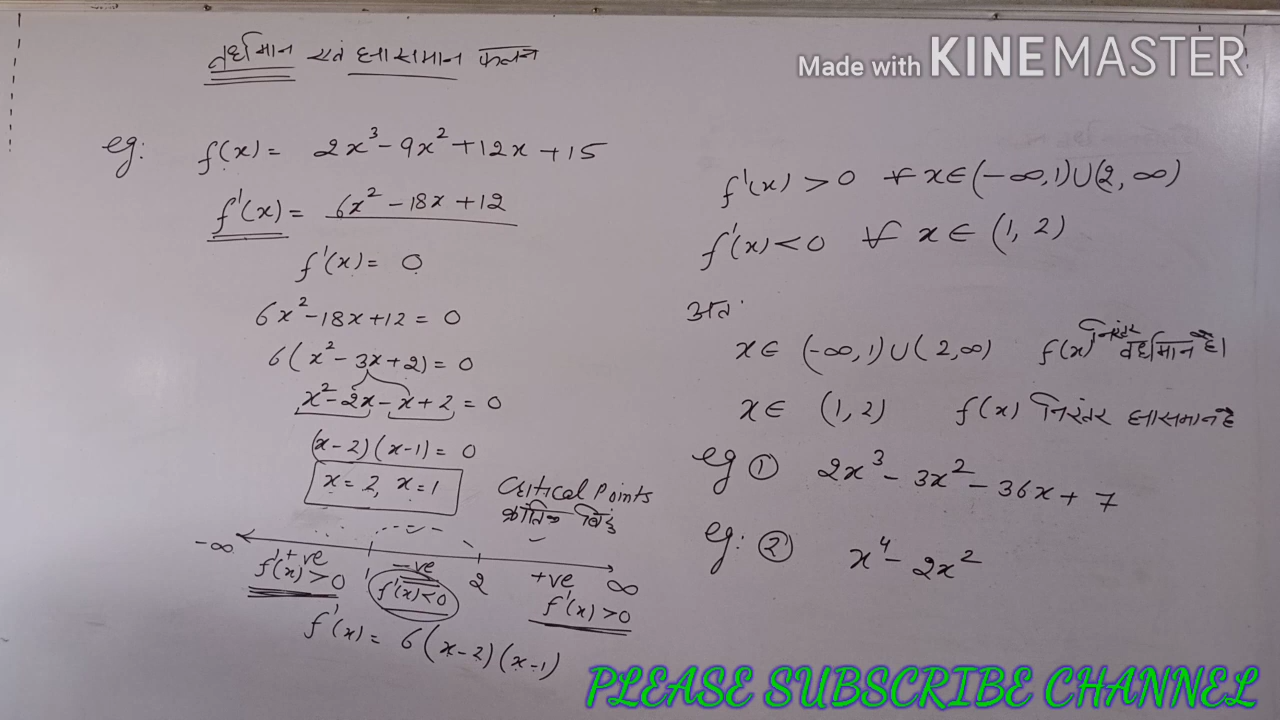 वर्धमान एवं ह्रासमान फलन
Made with KINEMASTER
eg: f(x) = 2x³ - 9x² + 12x + 15
f'(x) = 6x² - 18x + 12
f'(x) = 0
6x² - 18x + 12 = 0
6(x² - 3x + 2) = 0
x² - 2x - x + 2 = 0
(x-2)(x-1) = 0
x = 2, x = 1
Critical Points
क्रांतिक बिंदु
-∞ 1 2 ∞
+ve -ve +ve
f'(x) > 0 f'(x) < 0 f'(x) > 0
f'(x) = 6(x-2)(x-1)
f'(x) > 0 ∀ x ∈ (-∞, 1) ∪ (2, ∞)
f'(x) < 0 ∀ x ∈ (1, 2)
अतः
x ∈ (-∞, 1) ∪ (2, ∞) f(x) निरंतर वर्धमान है।
x ∈ (1, 2) f(x) निरंतर ह्रासमान है
eg ① 2x³ - 3x² - 36x + 7
eg: ② x⁴ - 2x²
PLEASE SUBSCRIBE CHANNEL